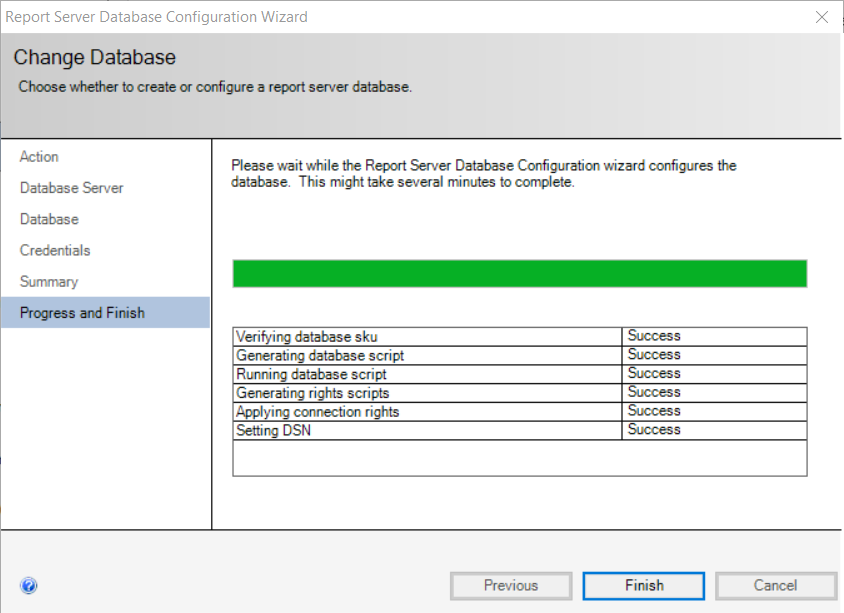 Report Server Database Configuration Wizard
Change Database
Choose whether to create or configure a report server database.
Action
Database Server
Database
Credentials
Summary
Progress and Finish
Please wait while the Report Server Database Configuration wizard configures the
database.  This might take several minutes to complete.
Verifying database sku Success
Generating database script Success
Running database script Success
Generating rights scripts Success
Applying connection rights Success
Setting DSN Success
Previous Finish Cancel